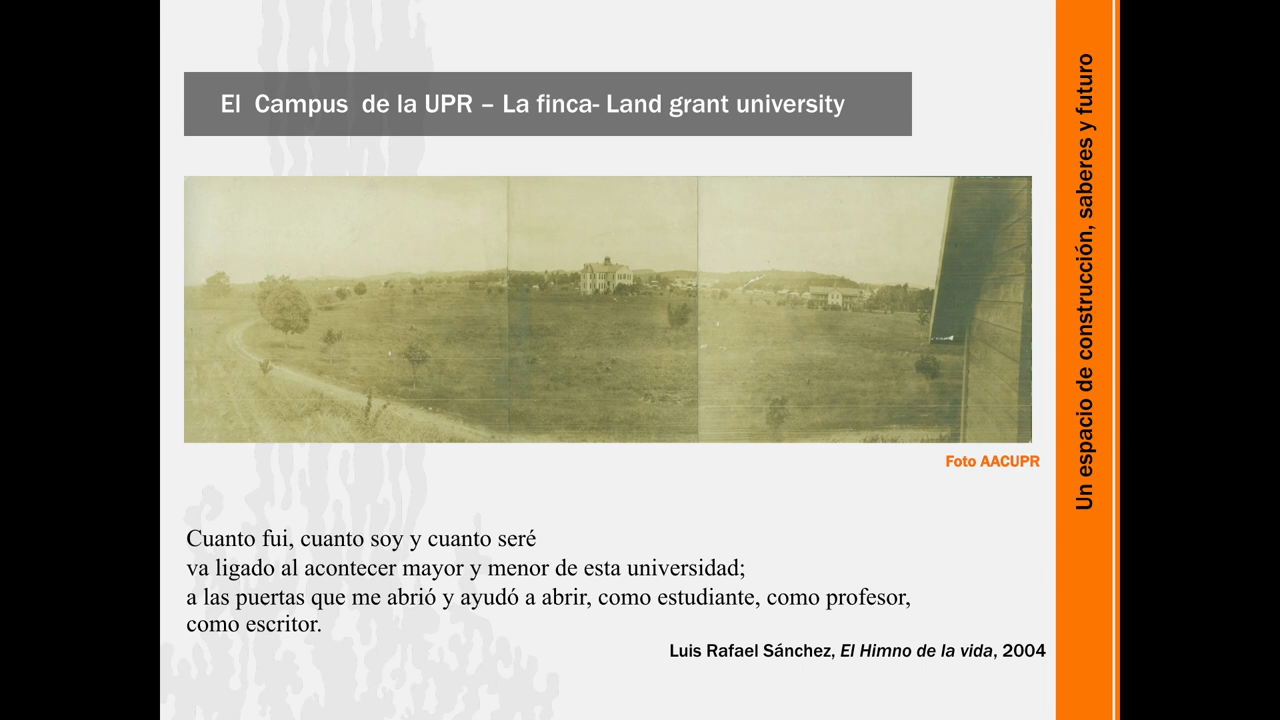 El Campus de la UPR – La finca- Land grant university
Foto AACUPR
Cuanto fui, cuanto soy y cuanto seré
va ligado al acontecer mayor y menor de esta universidad;
a las puertas que me abrió y ayudó a abrir, como estudiante, como profesor,
como escritor.
Luis Rafael Sánchez, El Himno de la vida, 2004
Un espacio de construcción, saberes y futuro